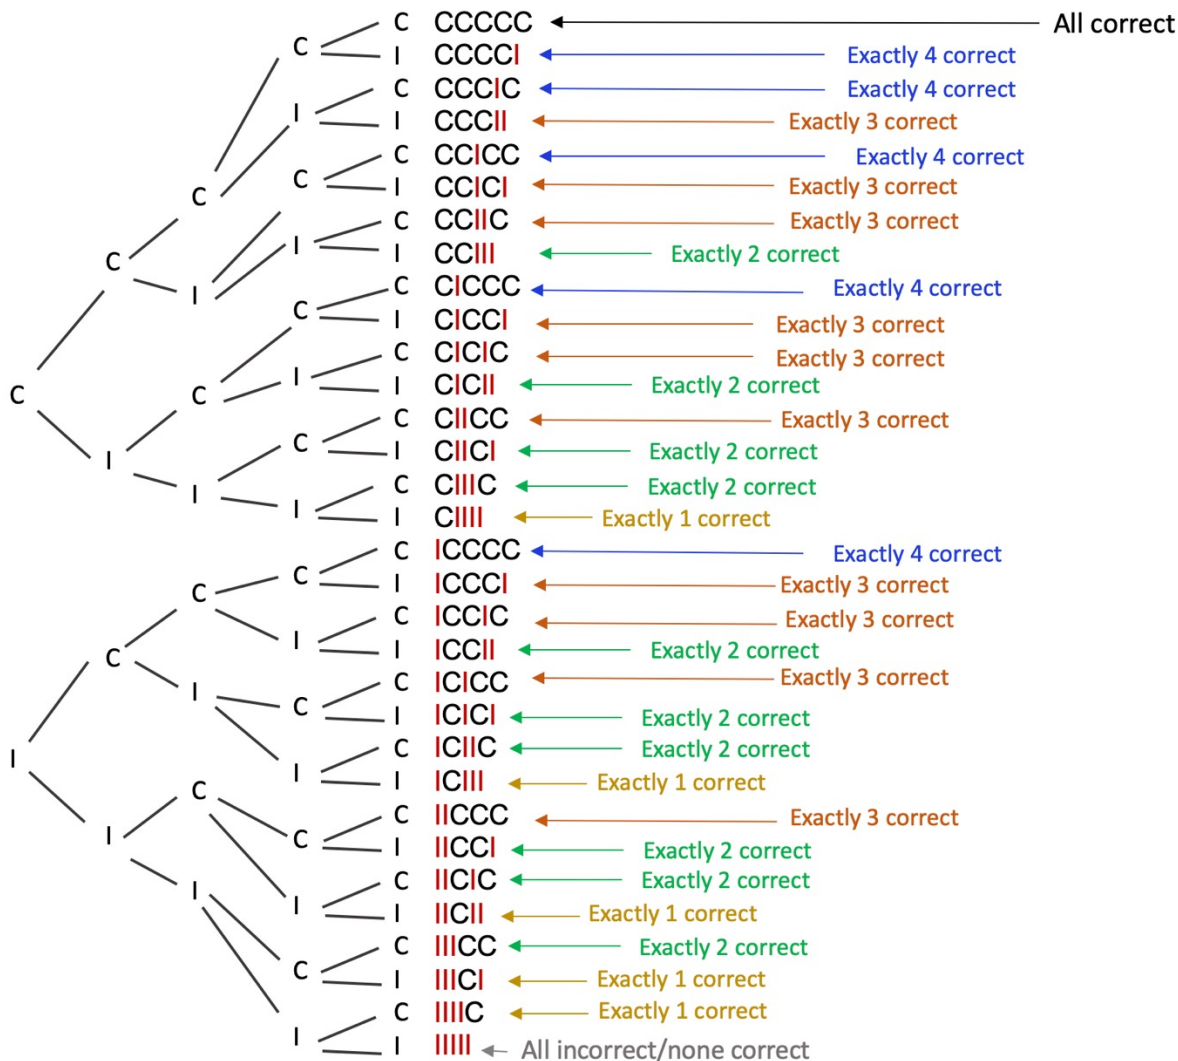 C CCCCC All correct
C
I CCCCI Exactly 4 correct
C CCCIC Exactly 4 correct
I
I CCCII Exactly 3 correct
C CCICC Exactly 4 correct
C
C
I CCICI Exactly 3 correct
C CCIIC Exactly 3 correct
I
I CCIII Exactly 2 correct
C
I
C CICCC Exactly 4 correct
C
I CICCI Exactly 3 correct
C CICIC Exactly 3 correct
I
I CICII Exactly 2 correct
C
C
C CIICC Exactly 3 correct
C
I CIICI Exactly 2 correct
I
C CIIIC Exactly 2 correct
I
I
I CIIII Exactly 1 correct
C ICCCC Exactly 4 correct
C
I ICCCI Exactly 3 correct
C
C ICCIC Exactly 3 correct
I
I ICCII Exactly 2 correct
C
C ICICC Exactly 3 correct
I
C
I ICICI Exactly 2 correct
C ICIIC Exactly 2 correct
I
I
I ICIII Exactly 1 correct
C
C IICCC Exactly 3 correct
I
C
I IICCI Exactly 2 correct
C IICIC Exactly 2 correct
I
I
I IICII Exactly 1 correct
C IIICC Exactly 2 correct
C
I IIICI Exactly 1 correct
C IIIIC Exactly 1 correct
I
I IIIII All incorrect/none correct